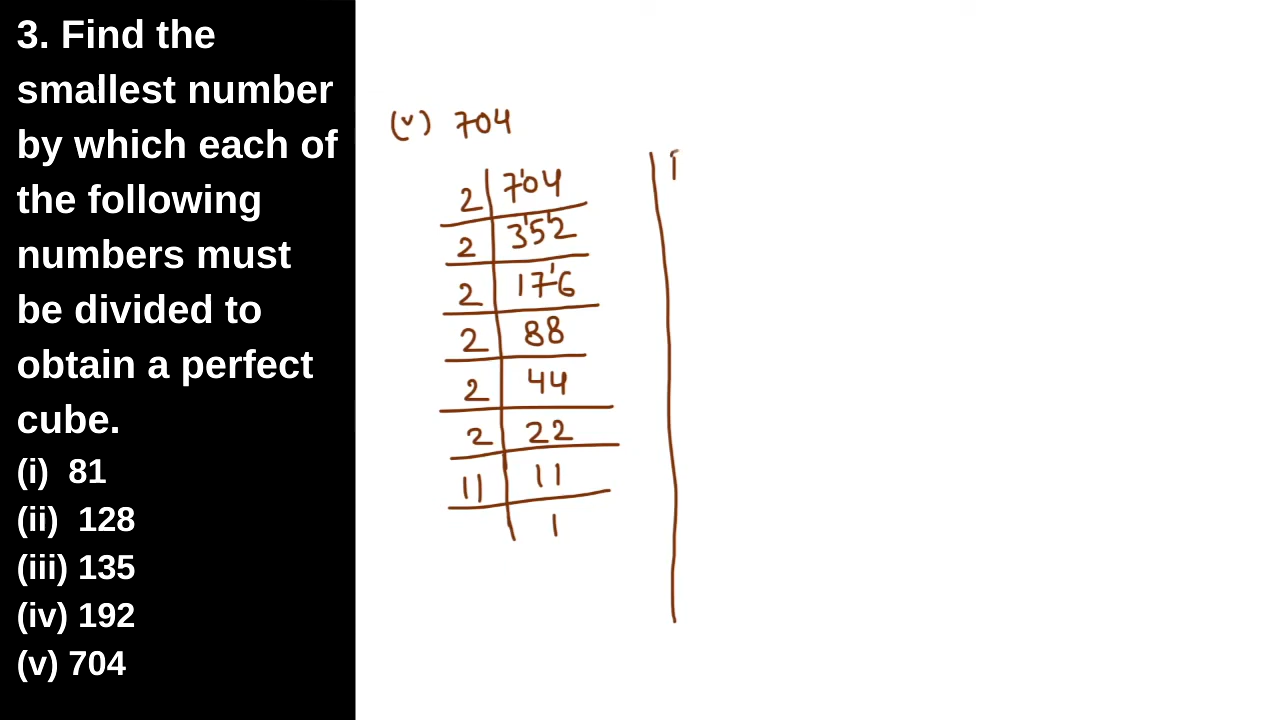 3. Find the
smallest number
by which each of
the following
numbers must
be divided to
obtain a perfect
cube.
(i) 81
(ii) 128
(iii) 135
(iv) 192
(v) 704
(v) 704
2 | 704
2 | 352
2 | 176
2 | 88
2 | 44
2 | 22
11 | 11
1